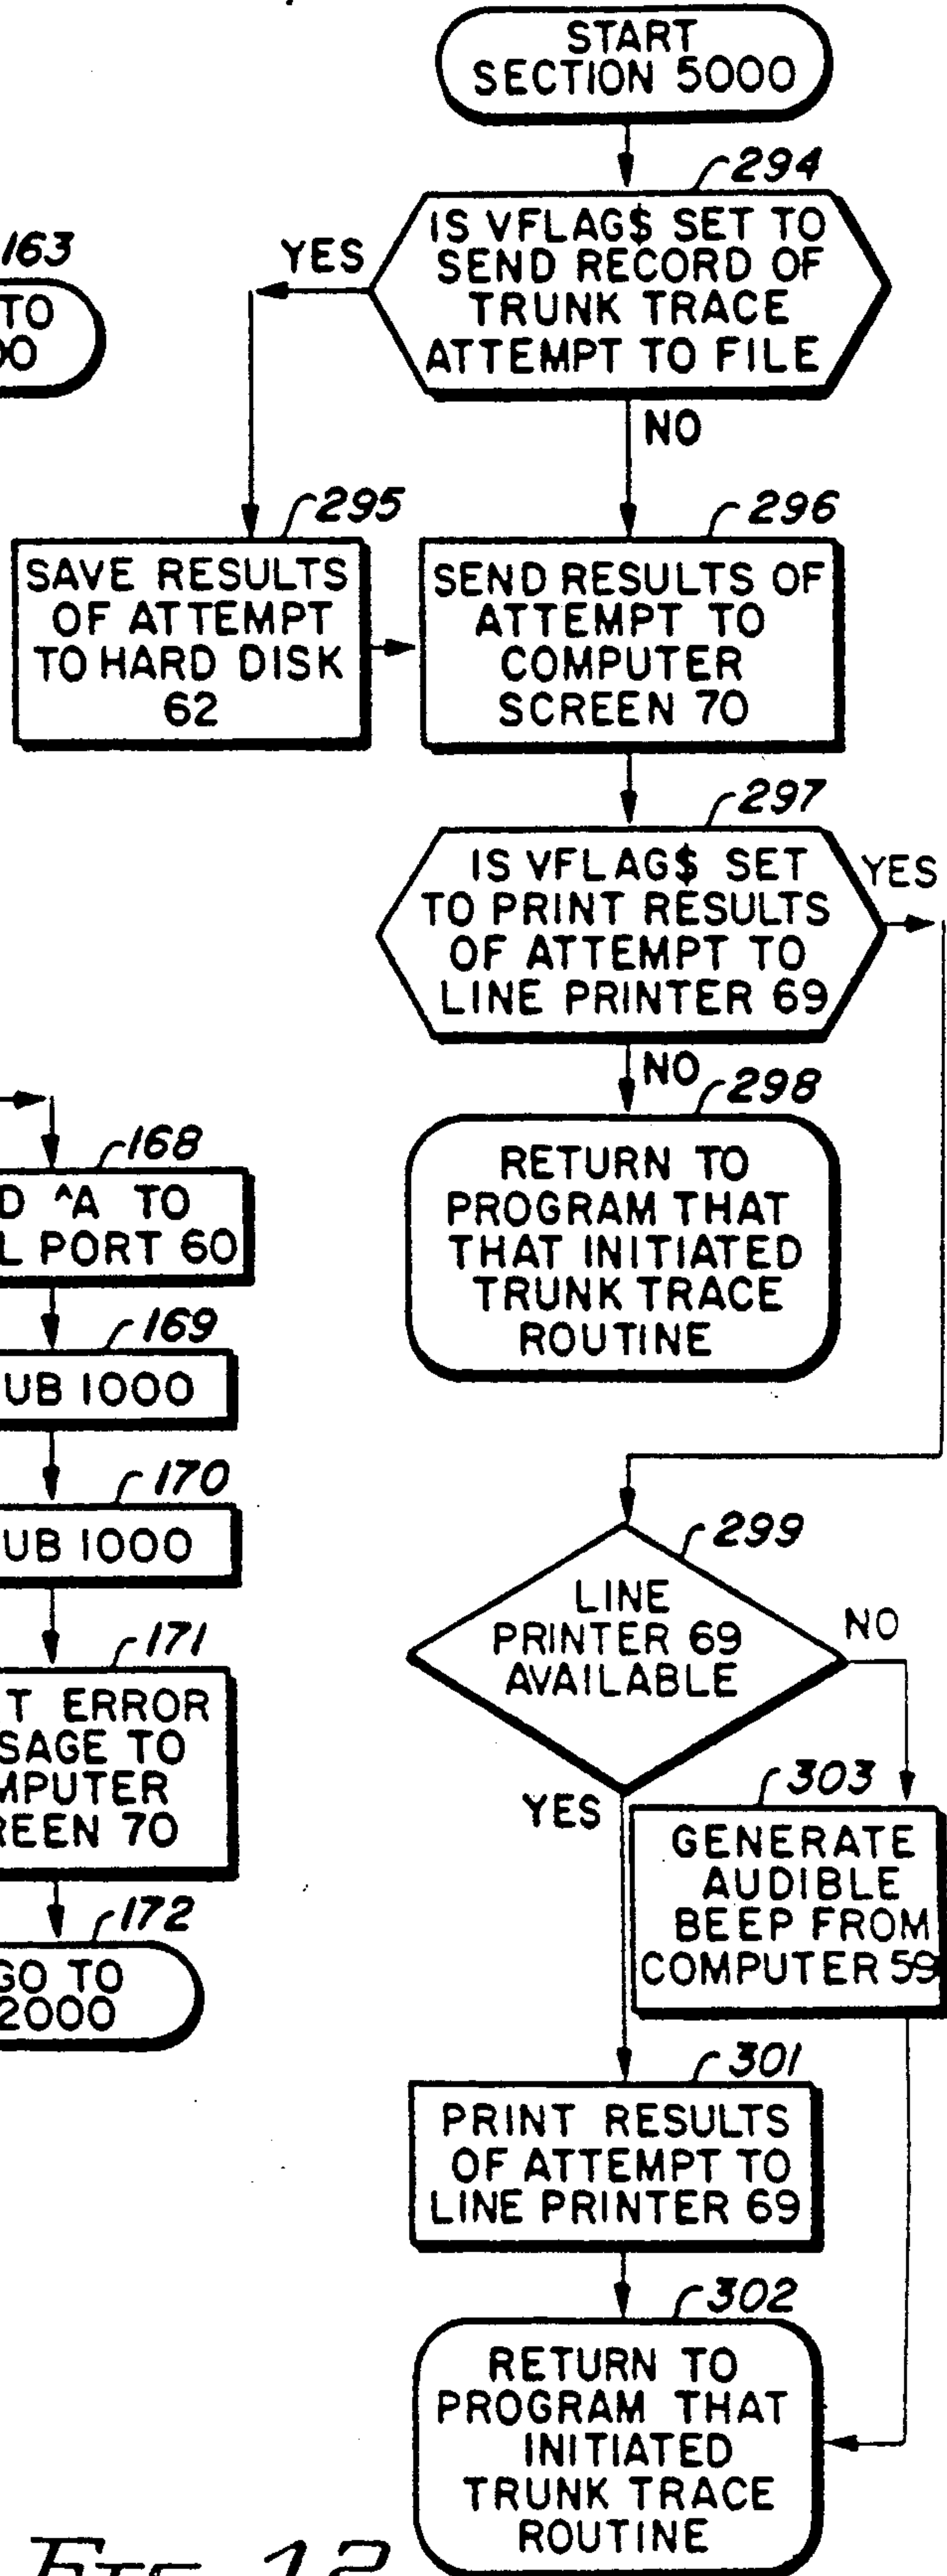 START
SECTION 5000
294
IS VFLAG$ SET TO
SEND RECORD OF
TRUNK TRACE
ATTEMPT TO FILE
YES
NO
163
TO
295
SAVE RESULTS
OF ATTEMPT
TO HARD DISK
62
296
SEND RESULTS OF
ATTEMPT TO
COMPUTER
SCREEN 70
297
IS VFLAG$ SET
TO PRINT RESULTS
OF ATTEMPT TO
LINE PRINTER 69
YES
NO
298
RETURN TO
PROGRAM THAT
THAT INITIATED
TRUNK TRACE
ROUTINE
168
D ^A TO
L PORT 60
169
UB 1000
170
UB 1000
171
T ERROR
SAGE TO
MPUTER
REEN 70
172
GO TO
2000
299
LINE
PRINTER 69
AVAILABLE
NO
YES
303
GENERATE
AUDIBLE
BEEP FROM
COMPUTER 59
301
PRINT RESULTS
OF ATTEMPT TO
LINE PRINTER 69
302
RETURN TO
PROGRAM THAT
INITIATED
TRUNK TRACE
ROUTINE